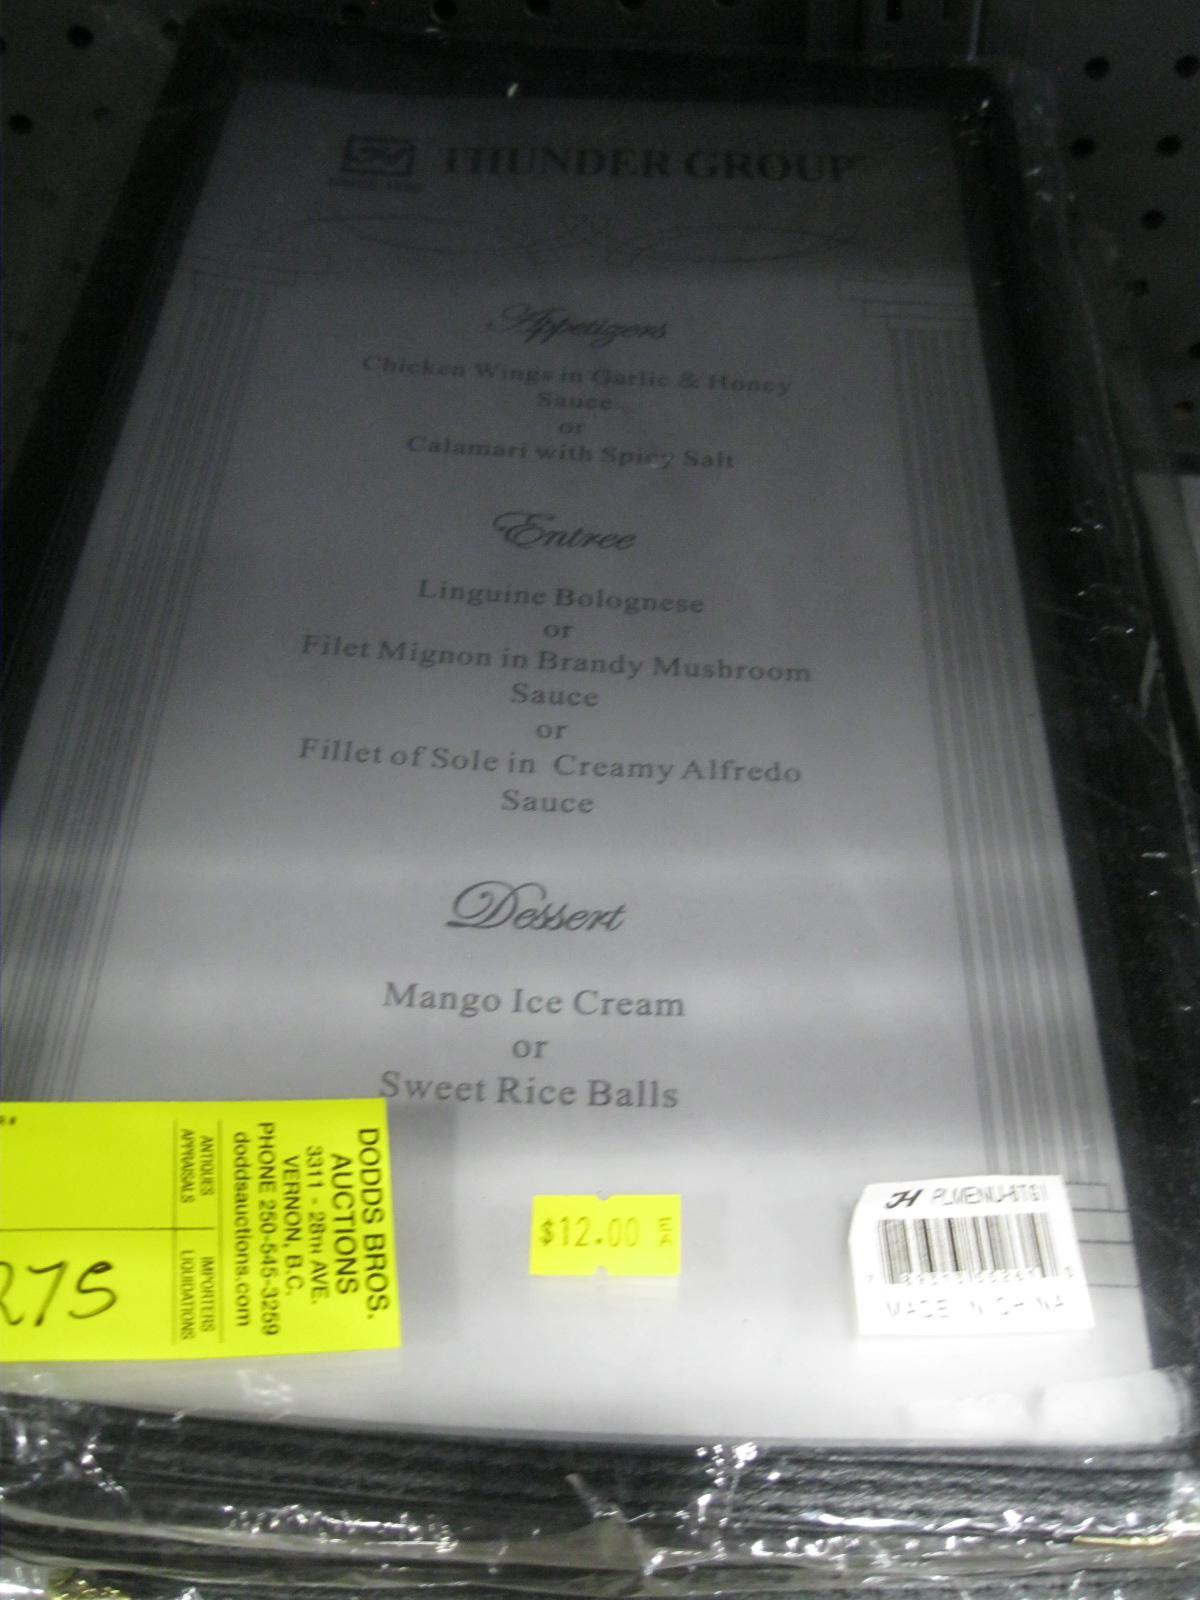 THUNDER GROUP
Appetizers
Chicken Wings in Garlic & Honey
Sauce
or
Calamari with Spicy Salt
Entree
Linguine Bolognese
or
Filet Mignon in Brandy Mushroom
Sauce
or
Fillet of Sole in Creamy Alfredo
Sauce
Dessert
Mango Ice Cream
or
Sweet Rice Balls
DODDS BROS.
AUCTIONS
3311 - 28TH AVE.
VERNON, B.C.
PHONE 250-545-3259
doddsauctions.com
ANTIQUES
APPRAISALS
IMPORTERS
LIQUIDATIONS
275
$12.00 EA
MADE IN CHINA